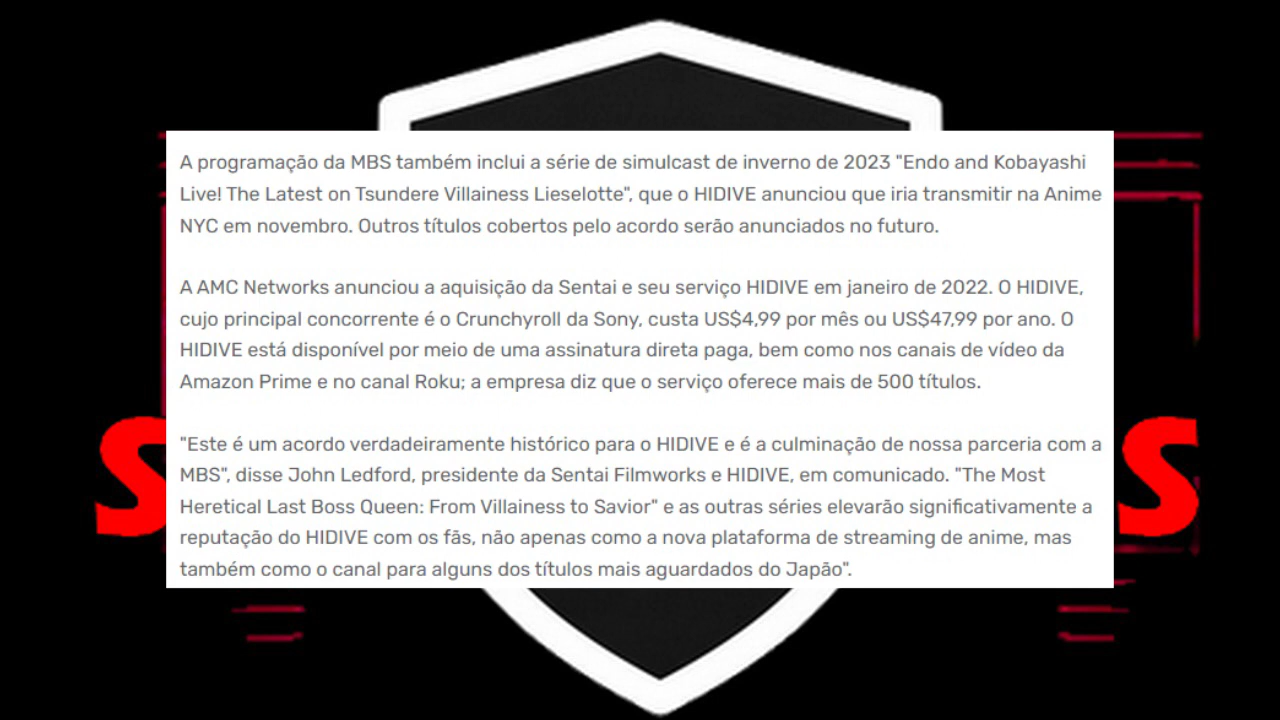 A programação da MBS também inclui a série de simulcast de inverno de 2023 "Endo and Kobayashi
Live! The Latest on Tsundere Villainess Lieselotte", que o HIDIVE anunciou que iria transmitir na Anime
NYC em novembro. Outros títulos cobertos pelo acordo serão anunciados no futuro.
A AMC Networks anunciou a aquisição da Sentai e seu serviço HIDIVE em janeiro de 2022. O HIDIVE,
cujo principal concorrente é o Crunchyroll da Sony, custa US$4,99 por mês ou US$47,99 por ano. O
HIDIVE está disponível por meio de uma assinatura direta paga, bem como nos canais de vídeo da
Amazon Prime e no canal Roku; a empresa diz que o serviço oferece mais de 500 títulos.
"Este é um acordo verdadeiramente histórico para o HIDIVE e é a culminação de nossa parceria com a
MBS", disse John Ledford, presidente da Sentai Filmworks e HIDIVE, em comunicado. "The Most
Heretical Last Boss Queen: From Villainess to Savior" e as outras séries elevarão significativamente a
reputação do HIDIVE com os fãs, não apenas como a nova plataforma de streaming de anime, mas
também como o canal para alguns dos títulos mais aguardados do Japão".